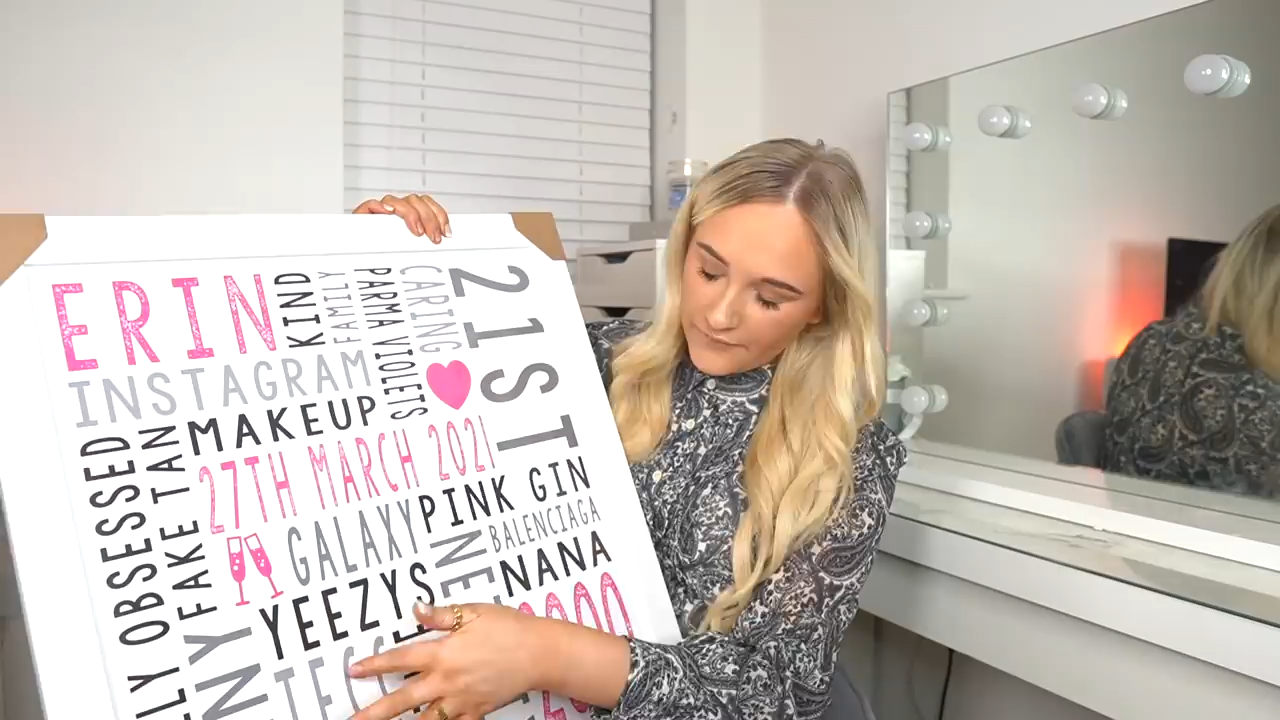 ERIN
KIND
FAMILY
PARMA VIOLETS
CARING
21ST
INSTAGRAM
MAKEUP
OBSESSED
FAKE TAN
27TH MARCH 2021
GALAXY
PINK GIN
BALENCIAGA
NANA
YEEZYS